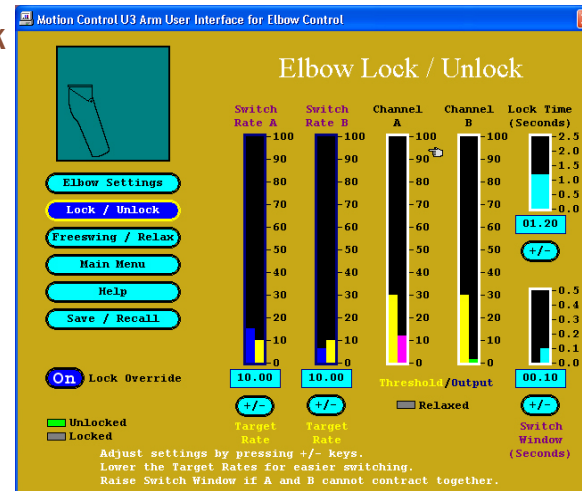 Motion Control U3 Arm User Interface for Elbow Control
k
Elbow Lock / Unlock
Switch Rate A
Switch Rate B
Channel A
Channel B
Lock Time (Seconds)
100
90
80
70
60
50
40
30
20
10
0
100
90
80
70
60
50
40
30
20
10
0
100
90
80
70
60
50
40
30
20
10
0
100
90
80
70
60
50
40
30
20
10
0
2.5
2.0
1.5
1.0
0.5
0.0
01.20
+/-
0.5
0.4
0.3
0.2
0.1
0.0
Elbow Settings
Lock / Unlock
Freeswing / Relax
Main Menu
Help
Save / Recall
On Lock Override
10.00
10.00
Threshold/Output
00.10
+/-
+/-
Relaxed
+/-
Unlocked
Locked
Target Rate
Target Rate
Switch Window (Seconds)
Adjust settings by pressing +/- keys.
Lower the Target Rates for easier switching.
Raise Switch Window if A and B cannot contract together.